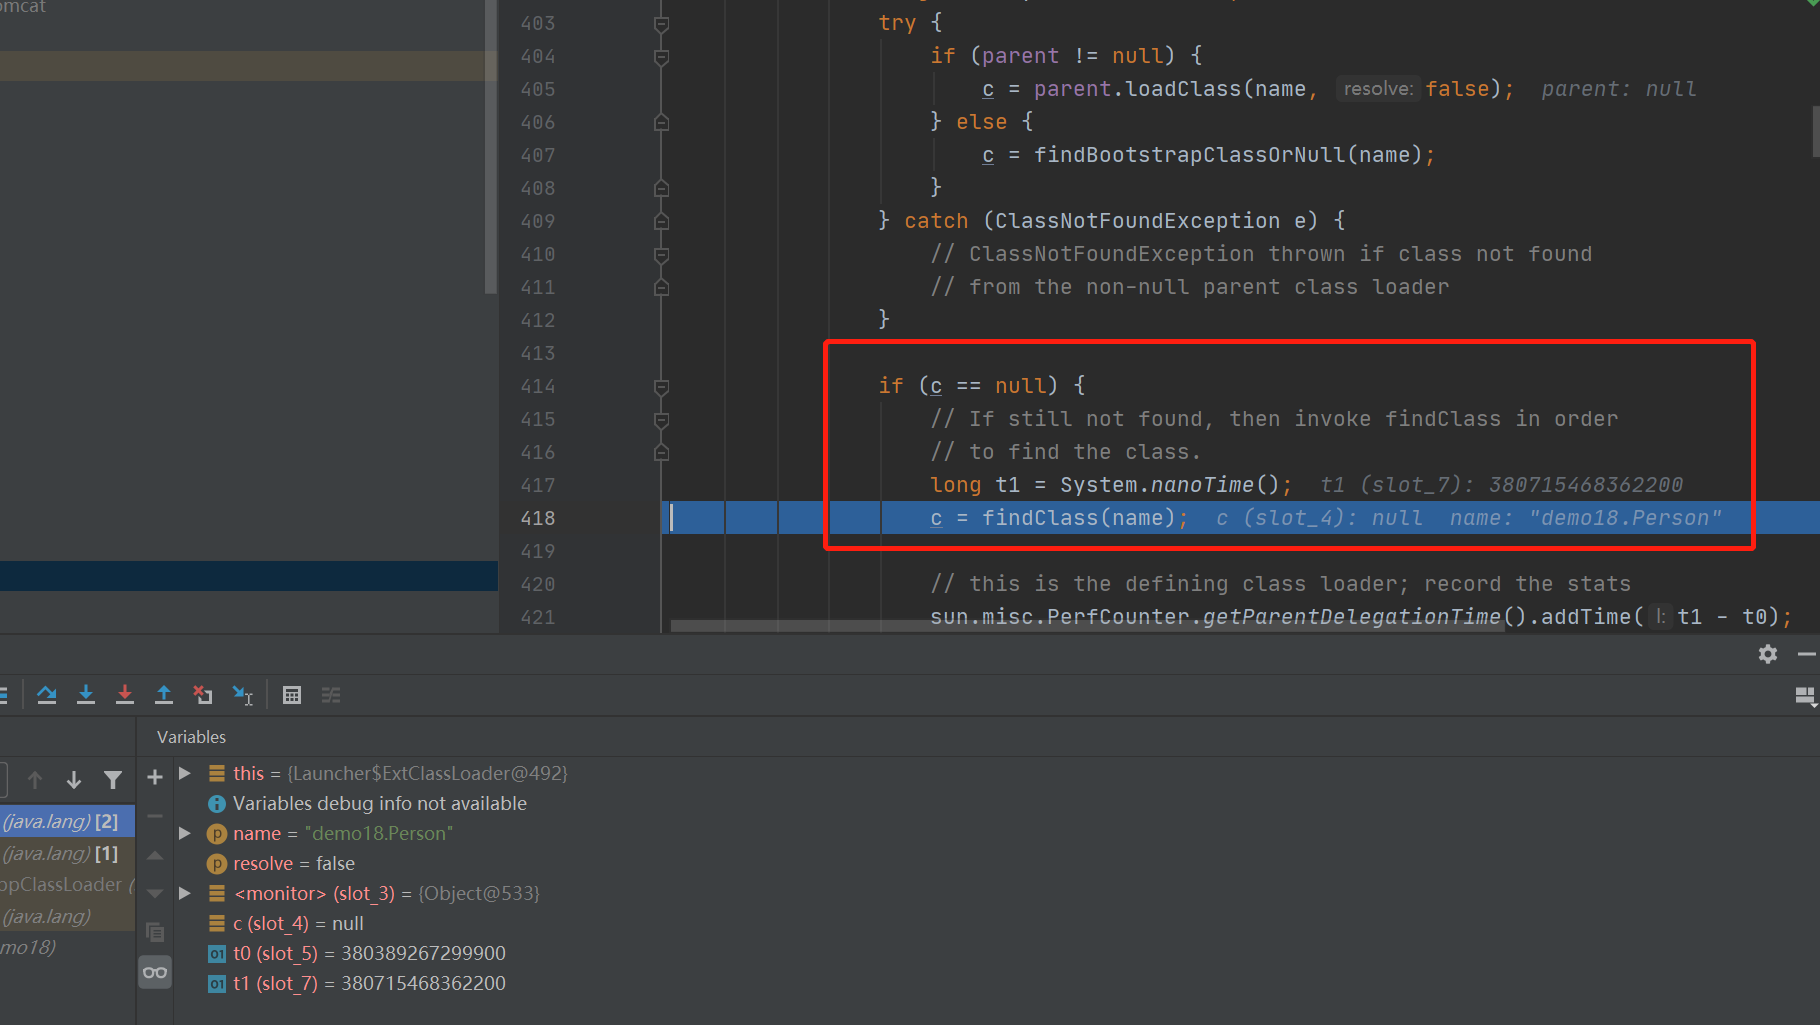 omcat
403 try {
404 if (parent != null) {
405 c = parent.loadClass(name, resolve: false); parent: null
406 } else {
407 c = findBootstrapClassOrNull(name);
408 }
409 } catch (ClassNotFoundException e) {
410 // ClassNotFoundException thrown if class not found
411 // from the non-null parent class loader
412 }
413
414 if (c == null) {
415 // If still not found, then invoke findClass in order
416 // to find the class.
417 long t1 = System.nanoTime(); t1 (slot_7): 380715468362200
418 c = findClass(name); c (slot_4): null name: "demo18.Person"
419
420 // this is the defining class loader; record the stats
421 sun.misc.PerfCounter.getParentDelegationTime().addTime( l: t1 - t0);
Variables
this = {Launcher$ExtClassLoader@492}
Variables debug info not available
(java.lang) [2]
name = "demo18.Person"
(java.lang) [1]
resolve = false
ppClassLoader (
<monitor> (slot_3) = {Object@533}
(java.lang)
c (slot_4) = null
mo18)
t0 (slot_5) = 380389267299900
t1 (slot_7) = 380715468362200